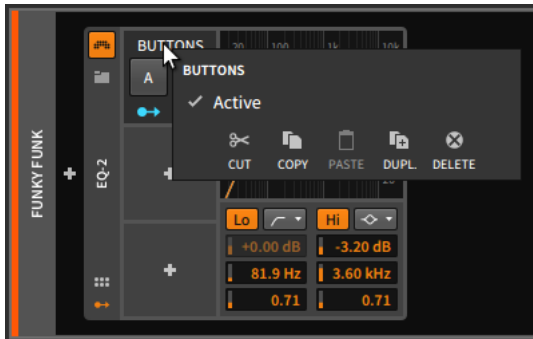 FUNKY FUNK
EQ-2
BUTTONS
A
20 100 1k 10k
BUTTONS
Active
CUT COPY PASTE DUPL. DELETE
Lo Hi
+0.00 dB -3.20 dB
81.9 Hz 3.60 kHz
0.71 0.71